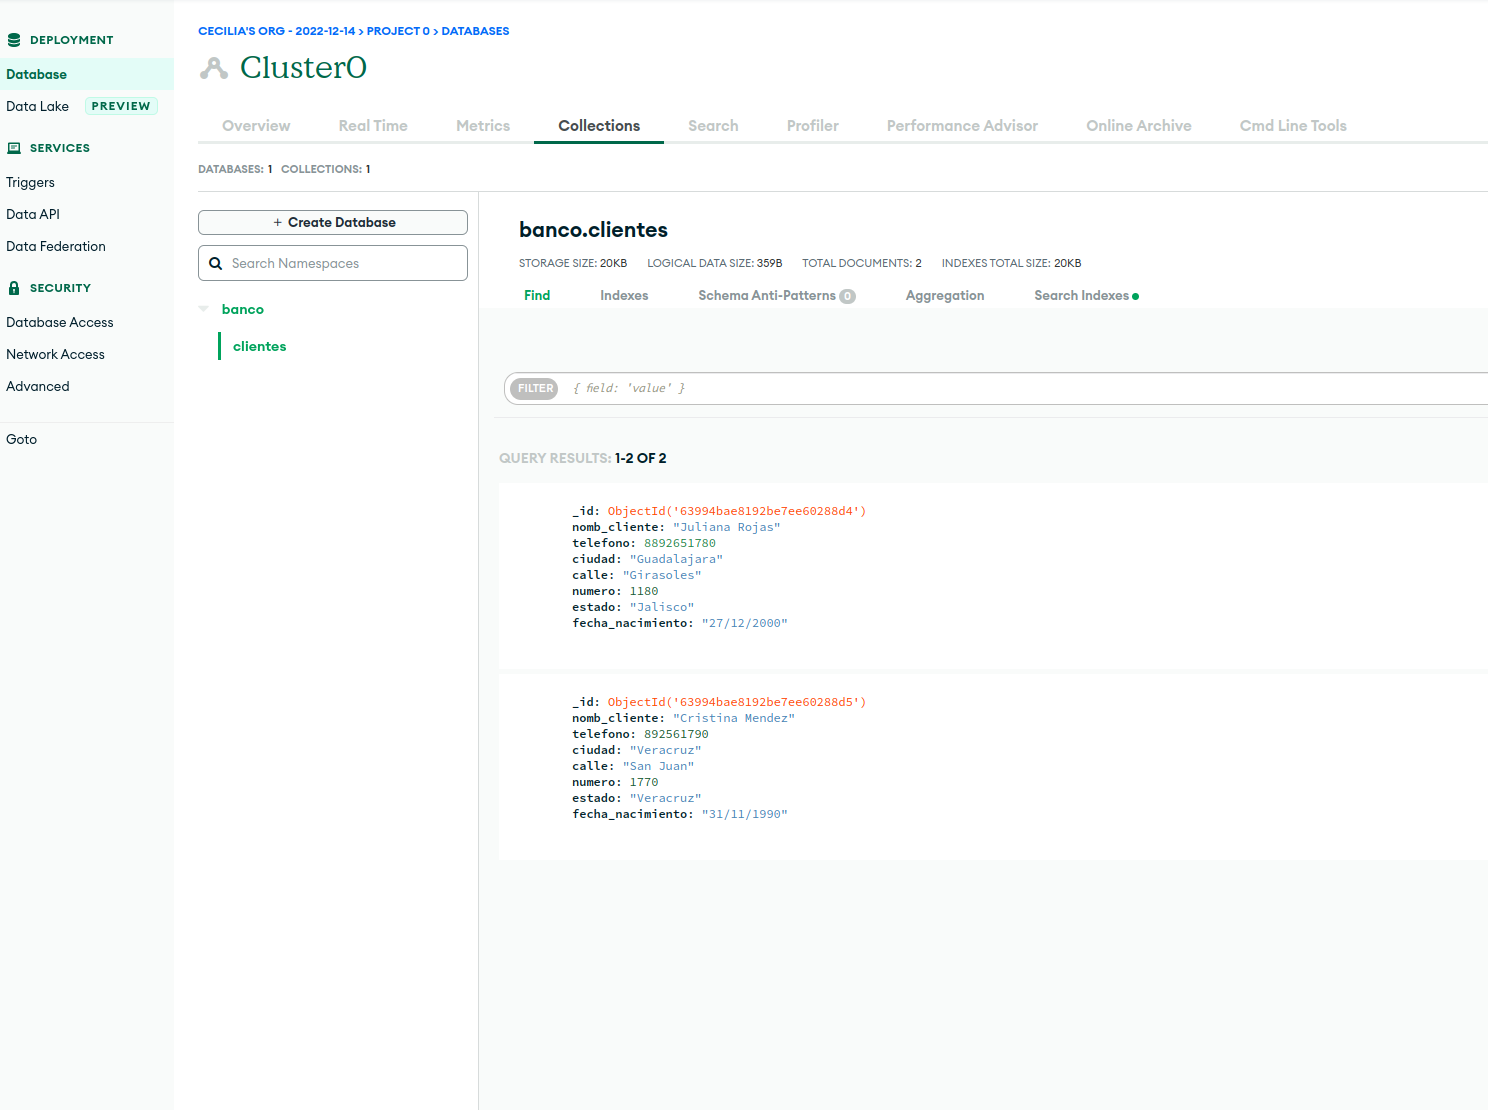 DEPLOYMENT
Database
Data Lake PREVIEW
SERVICES
Triggers
Data API
Data Federation
SECURITY
Database Access
Network Access
Advanced
Goto
CECILIA'S ORG - 2022-12-14 > PROJECT 0 > DATABASES
Cluster0
Overview Real Time Metrics Collections Search Profiler Performance Advisor Online Archive Cmd Line Tools
DATABASES: 1 COLLECTIONS: 1
+ Create Database
Search Namespaces
banco
clientes
banco.clientes
STORAGE SIZE: 20KB LOGICAL DATA SIZE: 359B TOTAL DOCUMENTS: 2 INDEXES TOTAL SIZE: 20KB
Find Indexes Schema Anti-Patterns 0 Aggregation Search Indexes
FILTER { field: 'value' }
QUERY RESULTS: 1-2 OF 2
_id: ObjectId('63994bae8192be7ee60288d4')
nomb_cliente: "Juliana Rojas"
telefono: 8892651780
ciudad: "Guadalajara"
calle: "Girasoles"
numero: 1180
estado: "Jalisco"
fecha_nacimiento: "27/12/2000"
_id: ObjectId('63994bae8192be7ee60288d5')
nomb_cliente: "Cristina Mendez"
telefono: 892561790
ciudad: "Veracruz"
calle: "San Juan"
numero: 1770
estado: "Veracruz"
fecha_nacimiento: "31/11/1990"